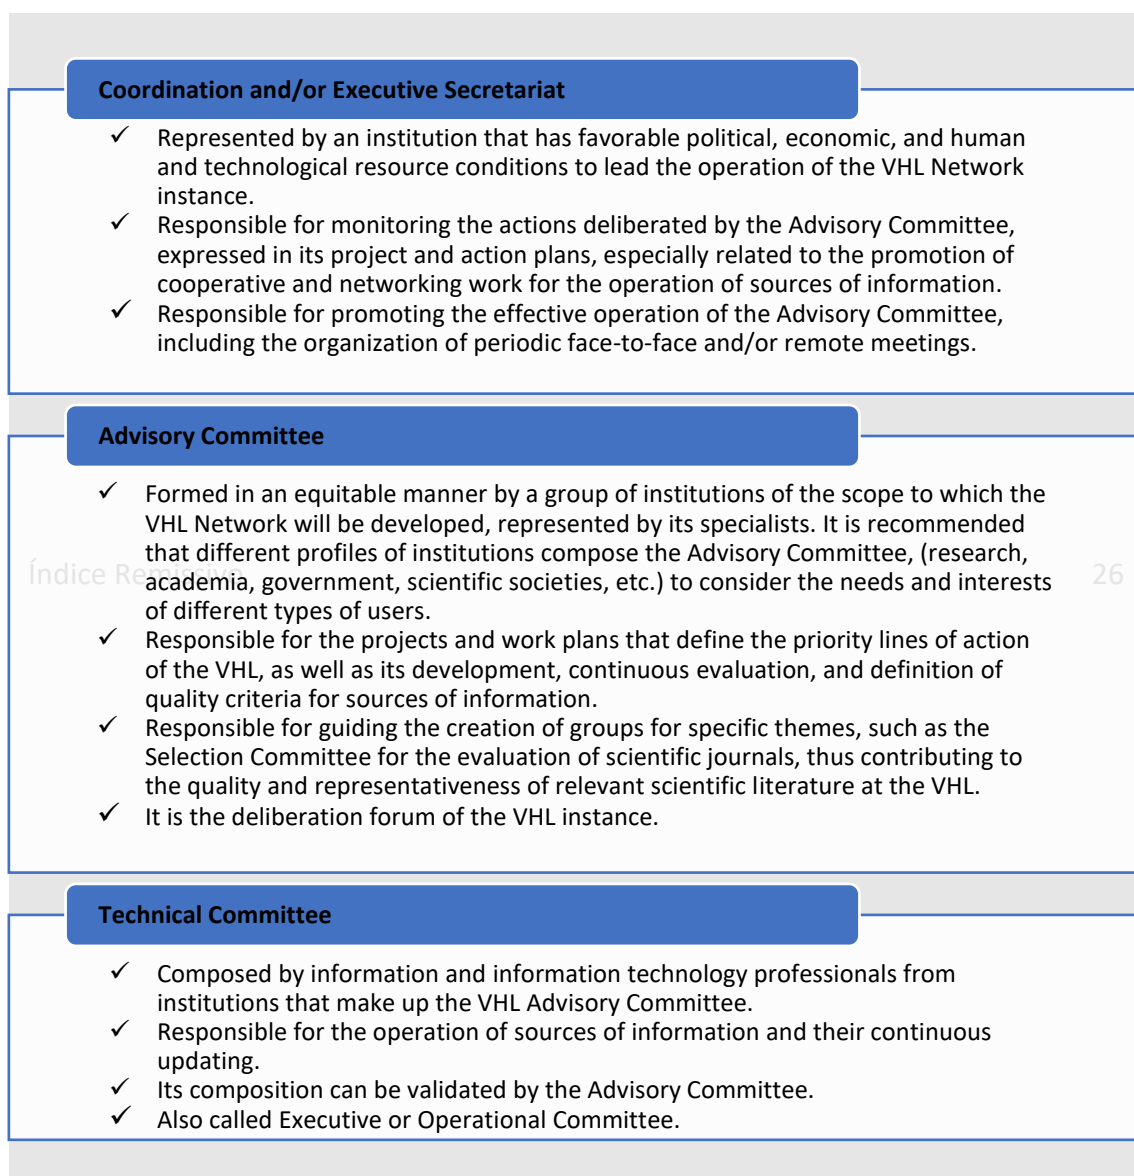 Coordination and/or Executive Secretariat
✓ Represented by an institution that has favorable political, economic, and human
and technological resource conditions to lead the operation of the VHL Network
instance.
✓ Responsible for monitoring the actions deliberated by the Advisory Committee,
expressed in its project and action plans, especially related to the promotion of
cooperative and networking work for the operation of sources of information.
✓ Responsible for promoting the effective operation of the Advisory Committee,
including the organization of periodic face-to-face and/or remote meetings.
Advisory Committee
✓ Formed in an equitable manner by a group of institutions of the scope to which the
VHL Network will be developed, represented by its specialists. It is recommended
that different profiles of institutions compose the Advisory Committee, (research,
Índice Remissivo 26
academia, government, scientific societies, etc.) to consider the needs and interests
of different types of users.
✓ Responsible for the projects and work plans that define the priority lines of action
of the VHL, as well as its development, continuous evaluation, and definition of
quality criteria for sources of information.
✓ Responsible for guiding the creation of groups for specific themes, such as the
Selection Committee for the evaluation of scientific journals, thus contributing to
the quality and representativeness of relevant scientific literature at the VHL.
✓ It is the deliberation forum of the VHL instance.
Technical Committee
✓ Composed by information and information technology professionals from
institutions that make up the VHL Advisory Committee.
✓ Responsible for the operation of sources of information and their continuous
updating.
✓ Its composition can be validated by the Advisory Committee.
✓ Also called Executive or Operational Committee.